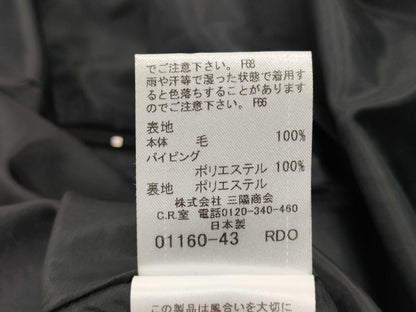 でご注意下さい。 F68
雨や汗等で湿った状態で着用す
ると色落ちすることがあります
のでご注意下さい。 F66
表地
本体 毛 100%
パイピング
ポリエステル 100%
裏地 ポリエステル
株式会社 三陽商会
C.R.室 電話0120-340-460
日本製
01160-43 RDO
この製品は風合いを大切に